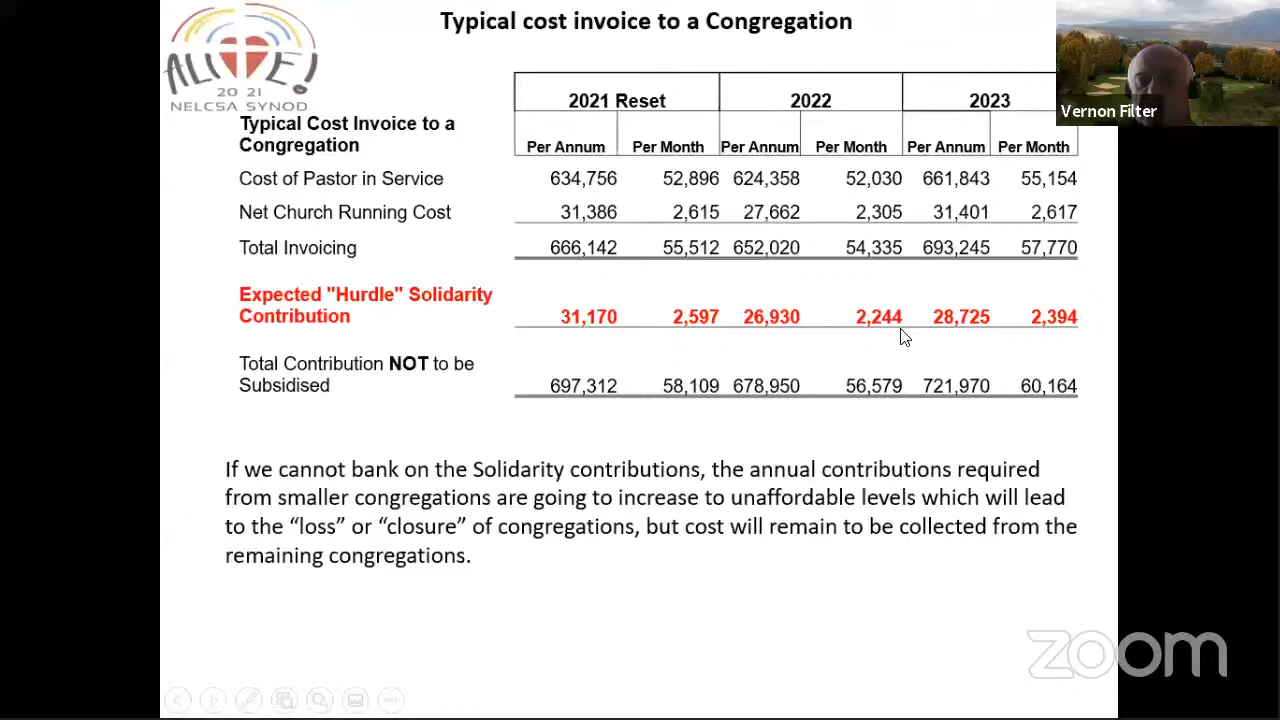 Typical cost invoice to a Congregation
ALIVE!
20 21
NELCSA SYNOD
Vernon Filter
2021 Reset 2022 2023
Typical Cost Invoice to a
Congregation
Per Annum Per Month Per Annum Per Month Per Annum Per Month
Cost of Pastor in Service 634,756 52,896 624,358 52,030 661,843 55,154
Net Church Running Cost 31,386 2,615 27,662 2,305 31,401 2,617
Total Invoicing 666,142 55,512 652,020 54,335 693,245 57,770
Expected "Hurdle" Solidarity
Contribution 31,170 2,597 26,930 2,244 28,725 2,394
Total Contribution NOT to be
Subsidised 697,312 58,109 678,950 56,579 721,970 60,164
If we cannot bank on the Solidarity contributions, the annual contributions required
from smaller congregations are going to increase to unaffordable levels which will lead
to the “loss” or “closure” of congregations, but cost will remain to be collected from the
remaining congregations.
zoom